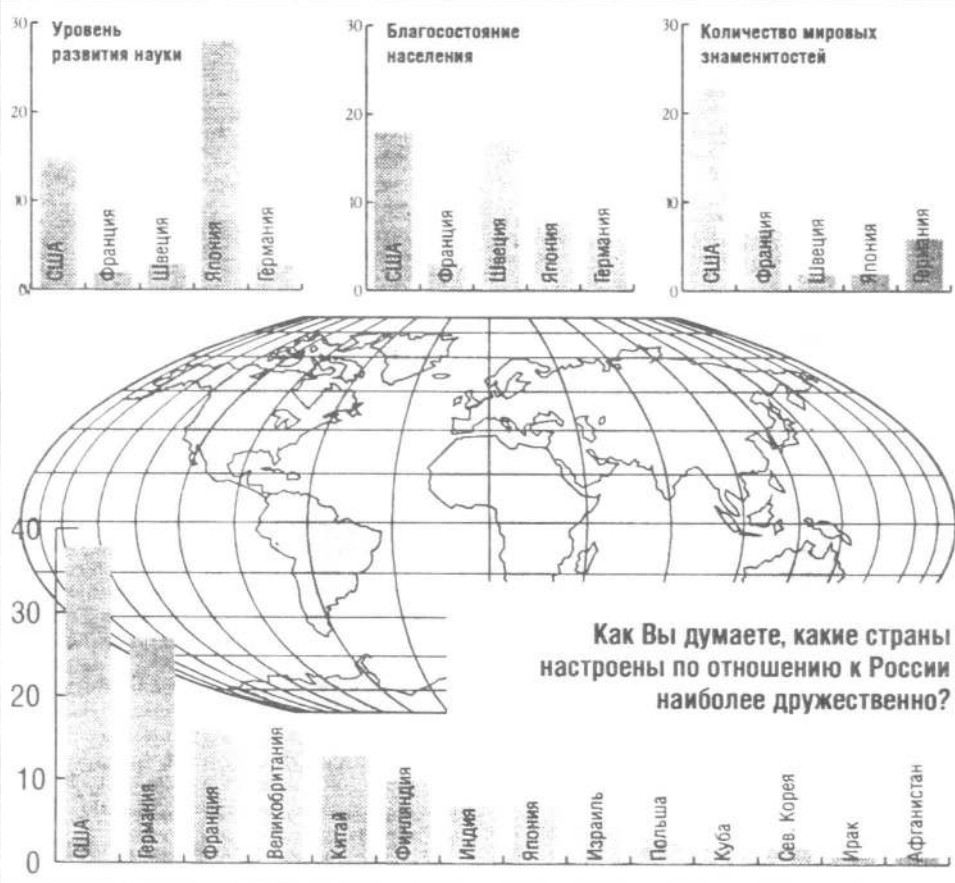 Уровень
развития науки
30
20
10
0
США
Франция
Швеция
Япония
Германия
Благосостояние
населения
30
20
10
0
США
Франция
Швеция
Япония
Германия
Количество мировых
знаменитостей
30
20
10
0
США
Франция
Швеция
Япония
Германия
Как Вы думаете, какие страны
настроены по отношению к России
наиболее дружественно?
40
30
20
10
0
США
Германия
Франция
Великобритания
Китай
Финляндия
Индия
Япония
Израиль
Польша
Куба
Сев. Корея
Ирак
Афганистан